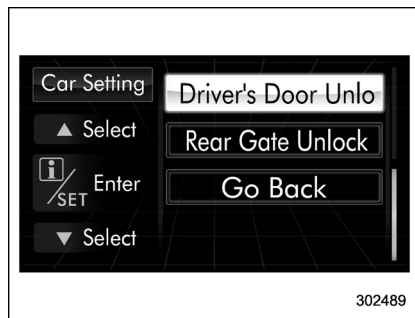 Car Setting
Driver's Door Unlo
▲ Select
Rear Gate Unlock
i/SET Enter
Go Back
▼ Select
302489